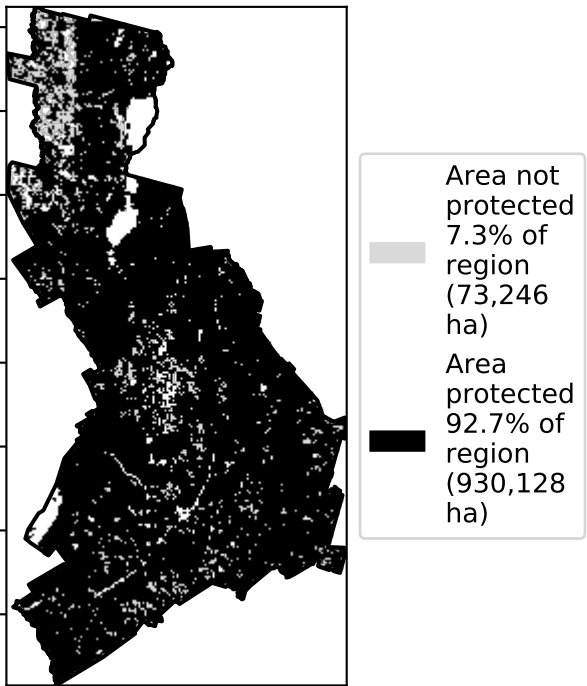 Area not
protected
7.3% of
region
(73,246
ha)
Area
protected
92.7% of
region
(930,128
ha)